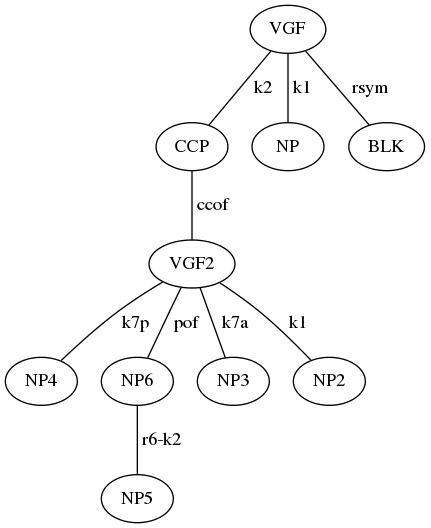 VGF
k2 k1 rsym
CCP NP BLK
ccof
VGF2
k7p pof k7a k1
NP4 NP6 NP3 NP2
r6-k2
NP5